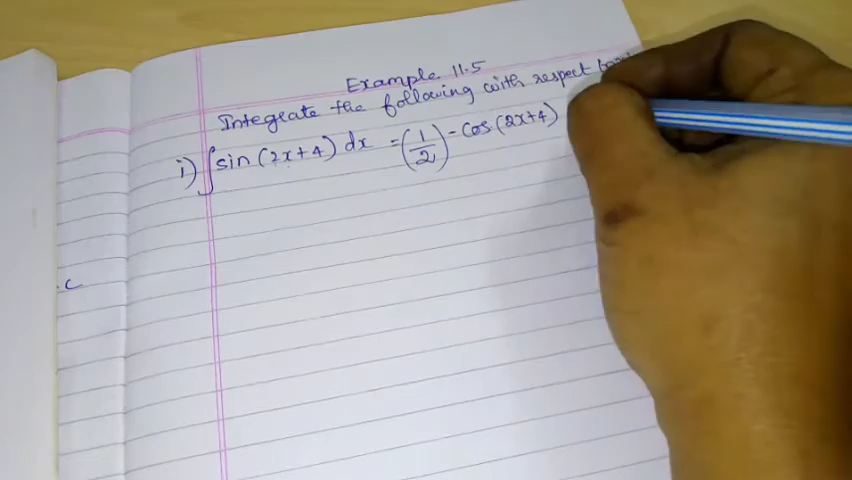 Example 11.5
Integrate the following with respect
i) ∫ sin (2x+4) dx = (1/2) - cos (2x+4)
. c